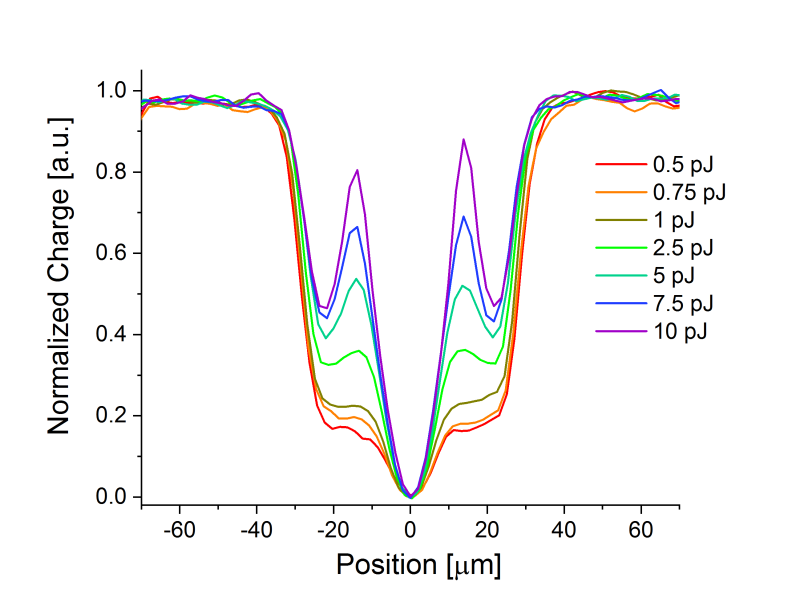 1.0
0.8
0.6
0.4
0.2
0.0
Normalized Charge [a.u.]
0.5 pJ
0.75 pJ
1 pJ
2.5 pJ
5 pJ
7.5 pJ
10 pJ
-60 -40 -20 0 20 40 60
Position [μm]